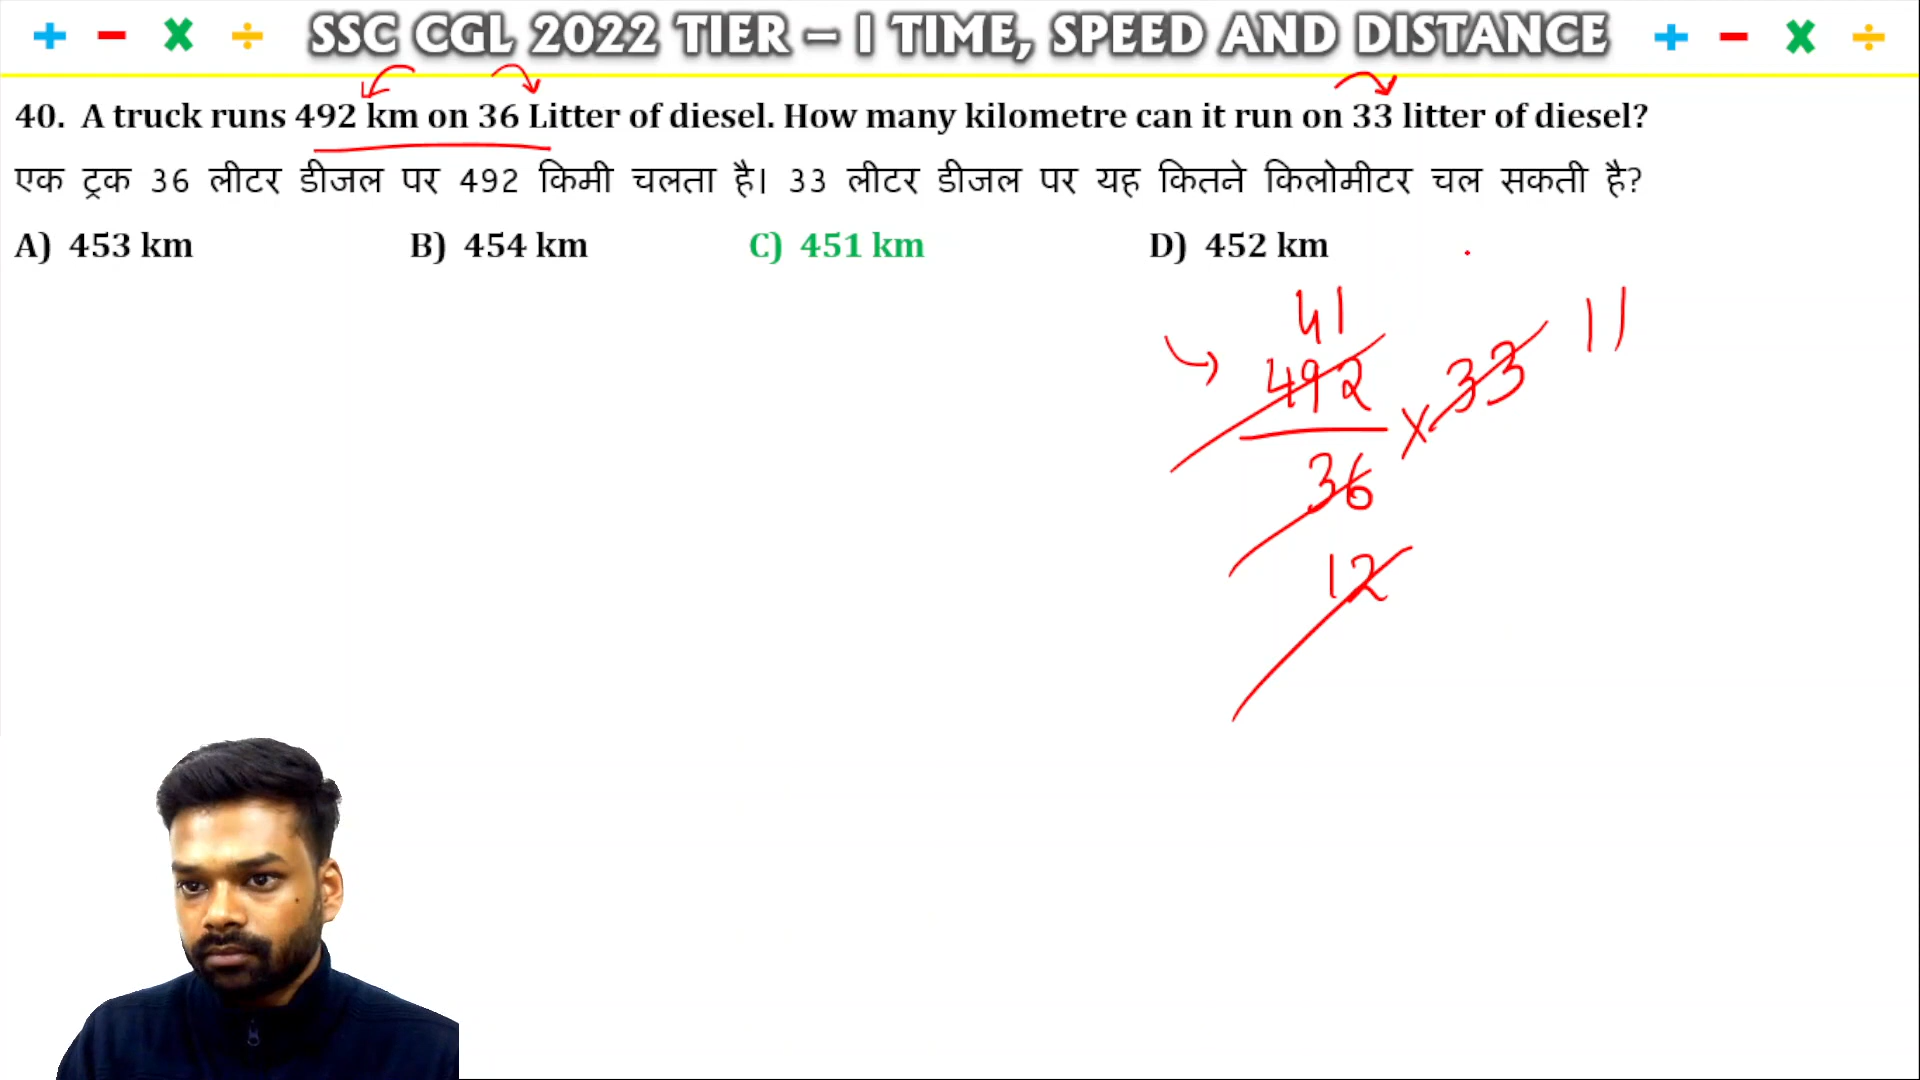 + - × ÷ SSC CGL 2022 TIER – I TIME, SPEED AND DISTANCE + - × ÷
40. A truck runs 492 km on 36 Litter of diesel. How many kilometre can it run on 33 litter of diesel?
एक ट्रक 36 लीटर डीजल पर 492 किमी चलता है। 33 लीटर डीजल पर यह कितने किलोमीटर चल सकती है?
A) 453 km B) 454 km C) 451 km D) 452 km
41
492 × 33 11
36
12